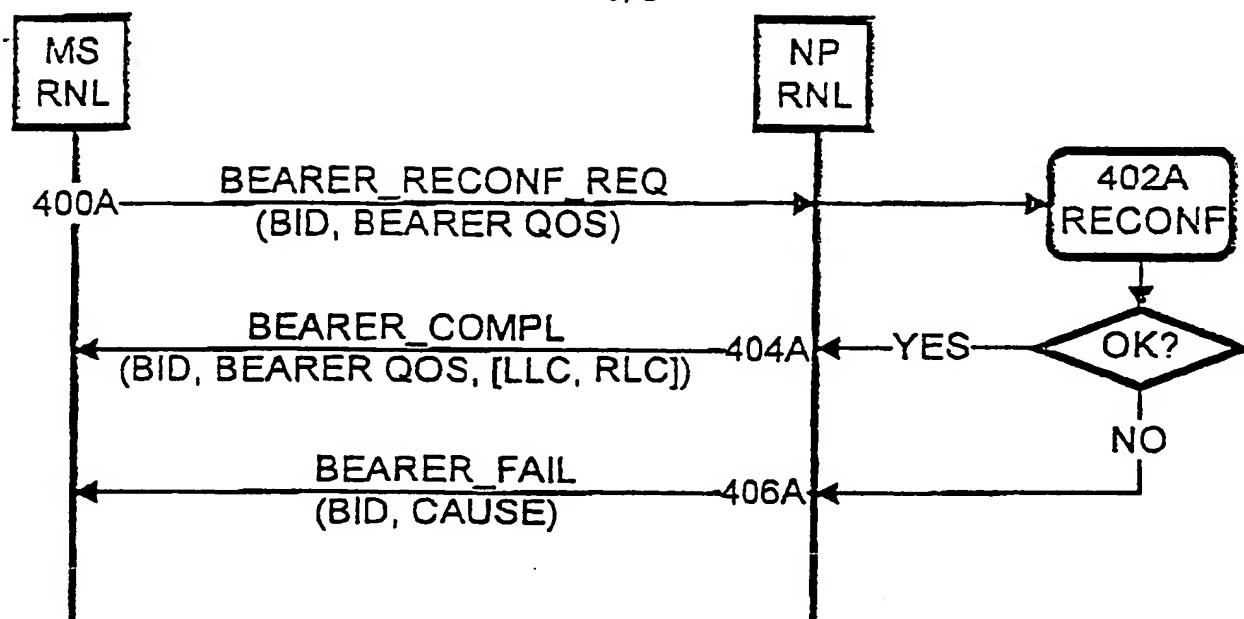 MS
RNL
NP
RNL
400A
BEARER_RECONF_REQ
(BID, BEARER QOS)
402A
RECONF
BEARER_COMPL
(BID, BEARER QOS, [LLC, RLC])
404A
YES
OK?
NO
BEARER_FAIL
(BID, CAUSE)
406A